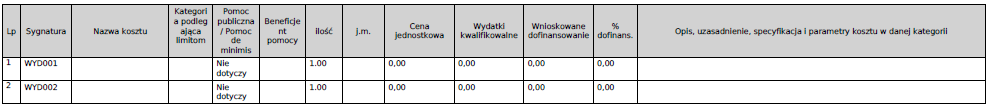 Lp
Sygnatura
Nazwa kosztu
Kategori
a podleg
ająca
limitom
Pomoc
publiczna
/ Pomoc
de
minimis
Beneficje
nt
pomocy
ilość
j.m.
Cena
jednostkowa
Wydatki
kwalifikowalne
Wnioskowane
dofinansowanie
%
dofinans.
Opis, uzasadnienie, specyfikacja i parametry kosztu w danej kategorii
1 WYD001 Nie 1.00 0,00 0,00 0,00 0,00
dotyczy
2 WYD002 Nie 1.00 0,00 0,00 0,00 0,00
dotyczy